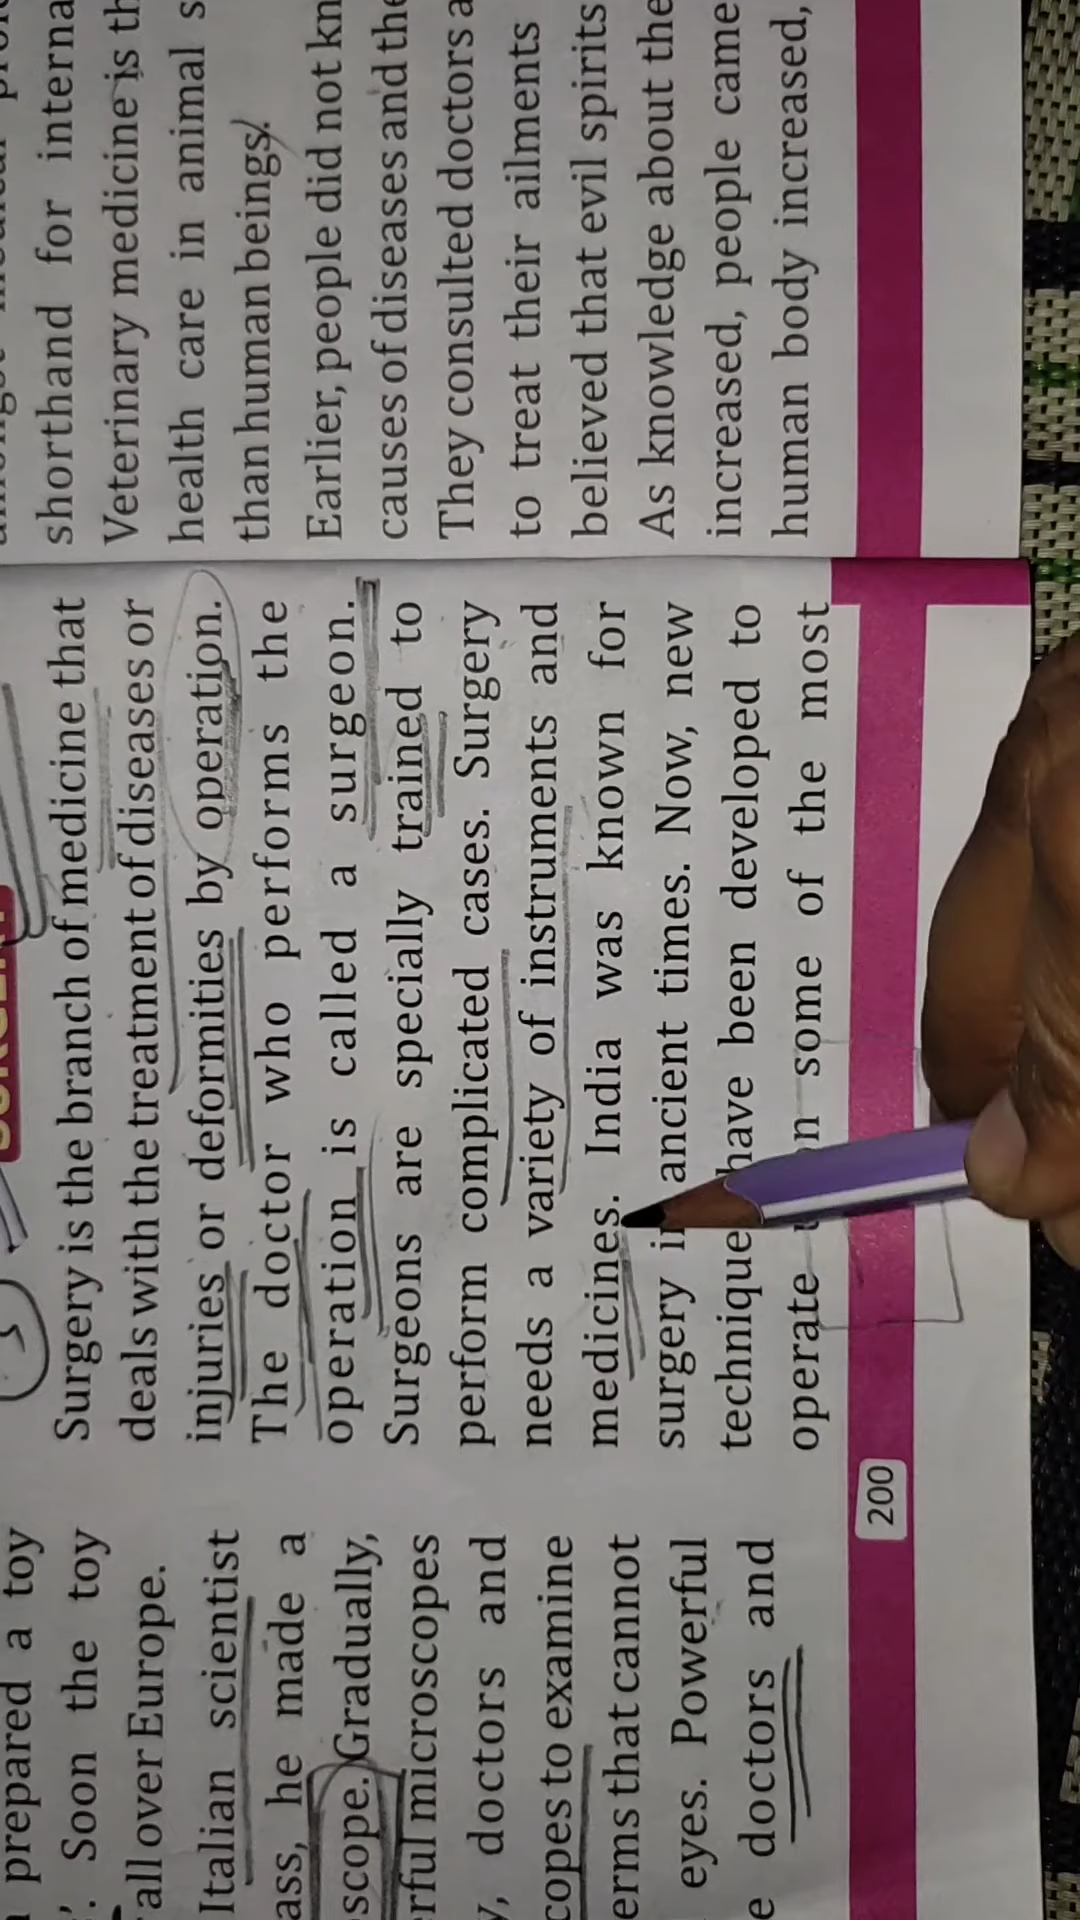 prepared a toy
Soon the toy
all over Europe.
Italian scientist
he made a
scope. Gradually,
microscopes
doctors and
to examine
that cannot
eyes. Powerful
doctors and
Surgery is the branch of medicine that
deals with the treatment of diseases or
injuries or deformities by operation.
The doctor who performs the
operation is called a surgeon.
Surgeons are specially trained to
perform complicated cases. Surgery
needs a variety of instruments and
medicines. India was known for
surgery in ancient times. Now, new
technique have been developed to
operate some of the most
200
shorthand for interna
Veterinary medicine is th
health care in animal s
than human beings.
Earlier, people did not kn
causes of diseases and the
They consulted doctors a
to treat their ailments
believed that evil spirits
As knowledge about the
increased, people came
human body increased,